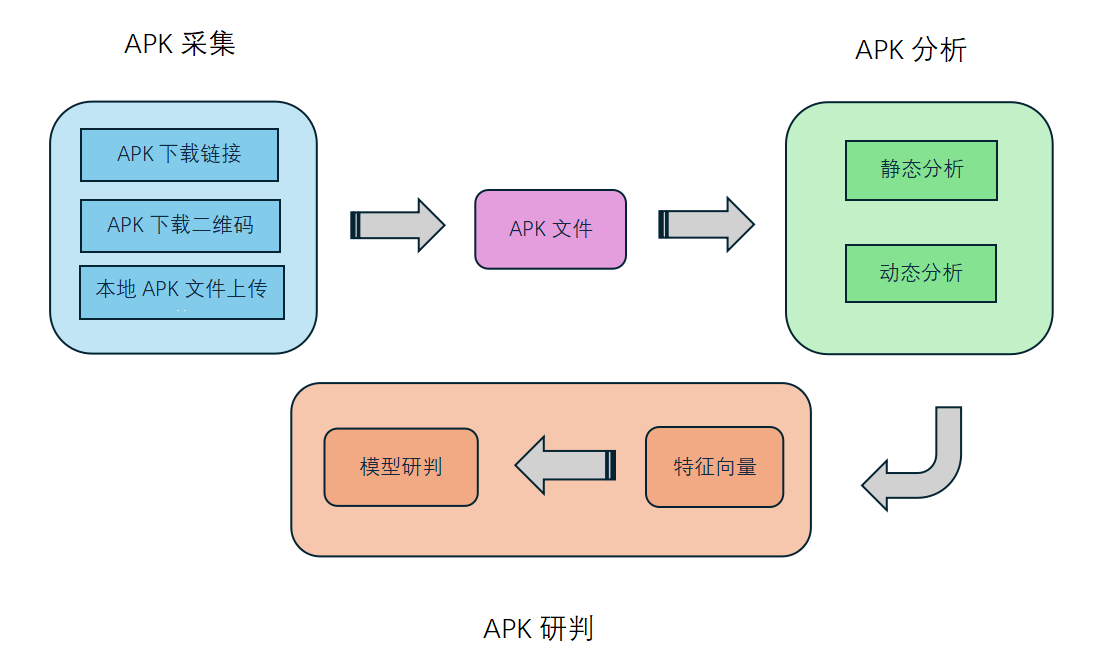 APK 采集
APK 分析
APK 下载链接
APK 下载二维码
本地 APK 文件上传
APK 文件
静态分析
动态分析
模型研判
特征向量
APK 研判